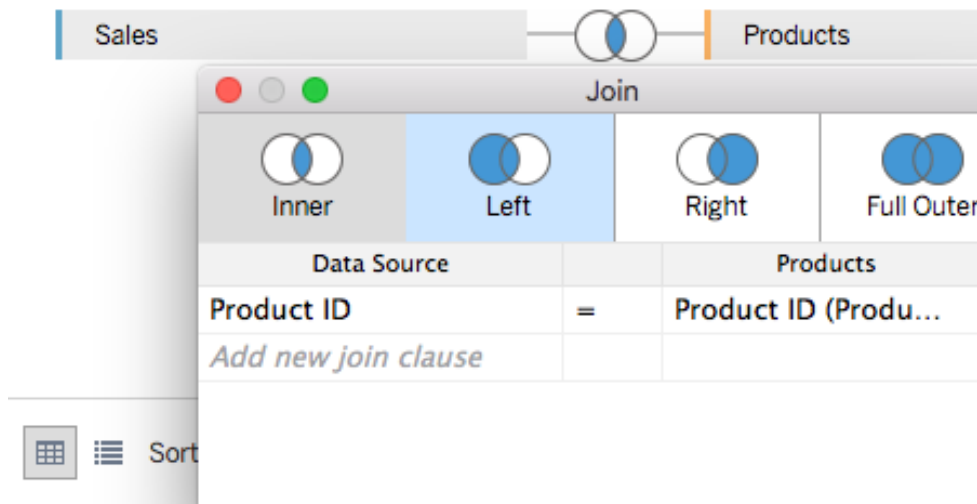 Sales Products
Join
Inner Left Right Full Outer
Data Source Products
Product ID = Product ID (Produ...
Add new join clause
Sort